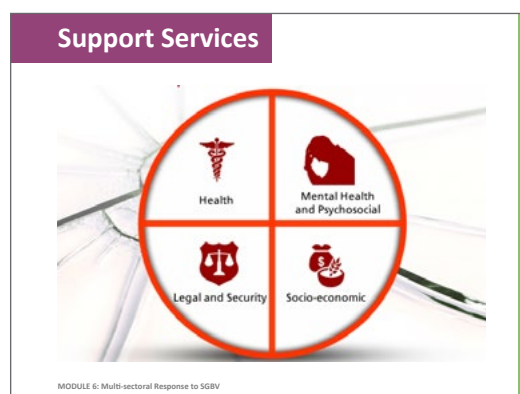 Support Services
Health
Mental Health
and Psychosocial
Legal and Security
Socio-economic
$
MODULE 6: Multi-sectoral Response to SGBV